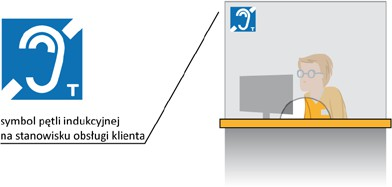 T
symbol pętli indukcyjnej
na stanowisku obsługi klienta
T